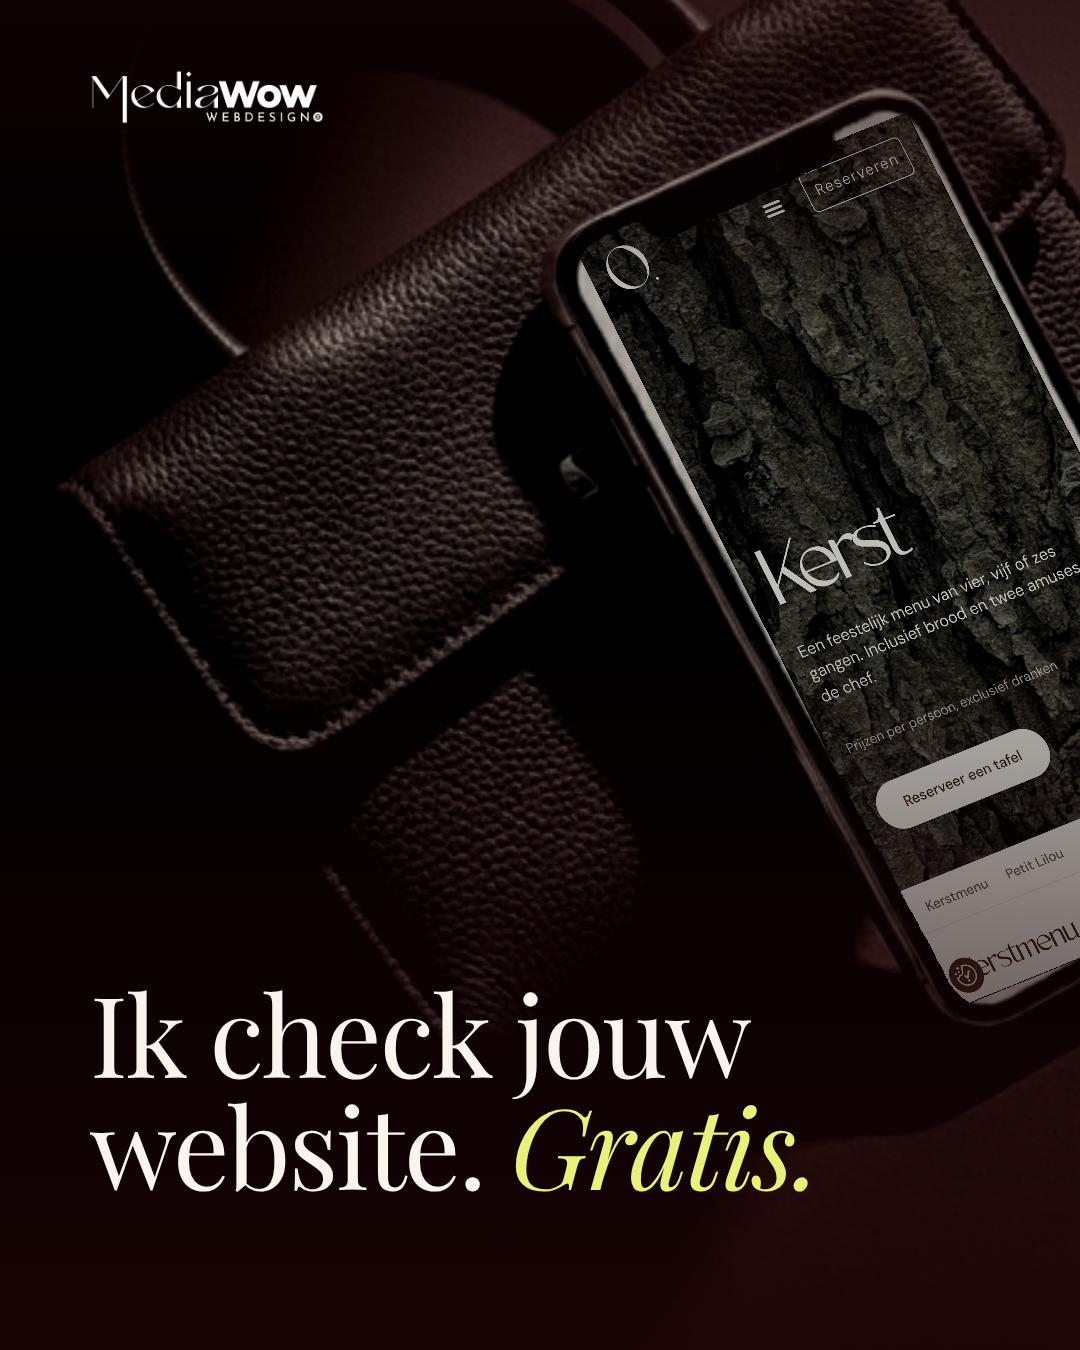 MediaWow
WEBDESIGN
Reserveren
O.
Kerst
Een feestelijk menu van vier, vijf of zes
gangen. Inclusief brood en twee amuses
de chef.
Prijzen per persoon, exclusief dranken
Reserveer een tafel
Kerstmenu Petit Lilou
erstmenu
Ik check jouw
website. Gratis.